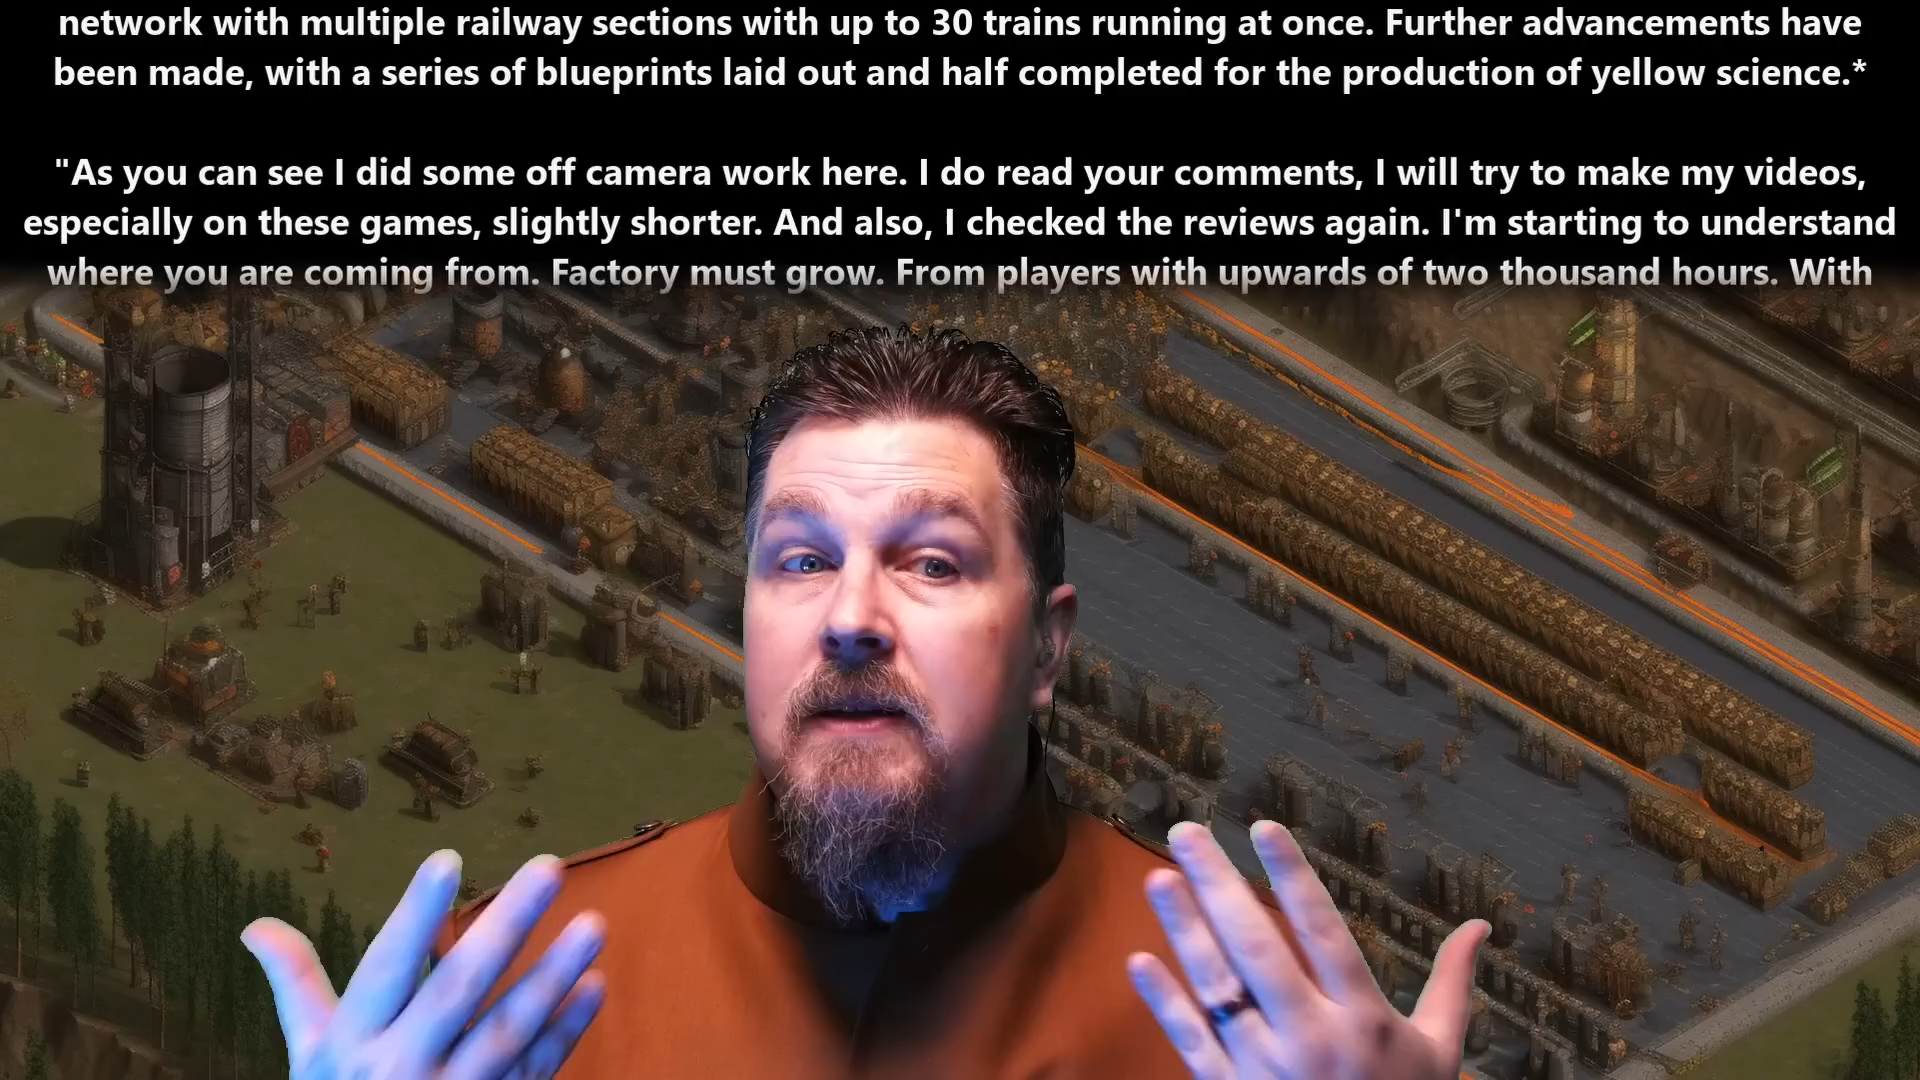 network with multiple railway sections with up to 30 trains running at once. Further advancements have
been made, with a series of blueprints laid out and half completed for the production of yellow science.*
"As you can see I did some off camera work here. I do read your comments, I will try to make my videos,
especially on these games, slightly shorter. And also, I checked the reviews again. I'm starting to understand
where you are coming from. Factory must grow. From players with upwards of two thousand hours. With